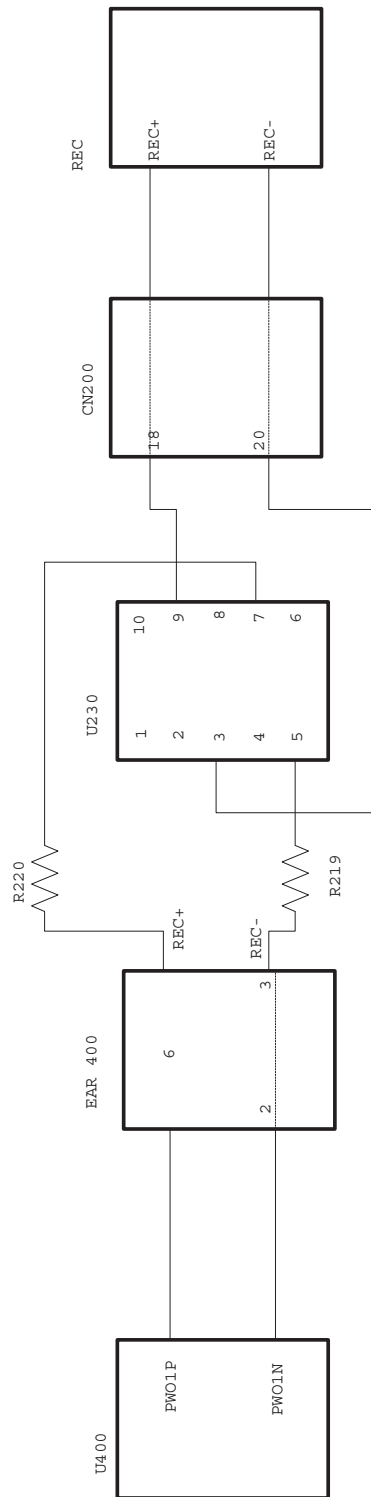 REC
REC+
REC-
CN200
18
20
U230
10
9
8
7
6
1
2
3
4
5
R220
R219
REC+
REC-
EAR 400
6
3
2
U400
PWO1P
PWO1N